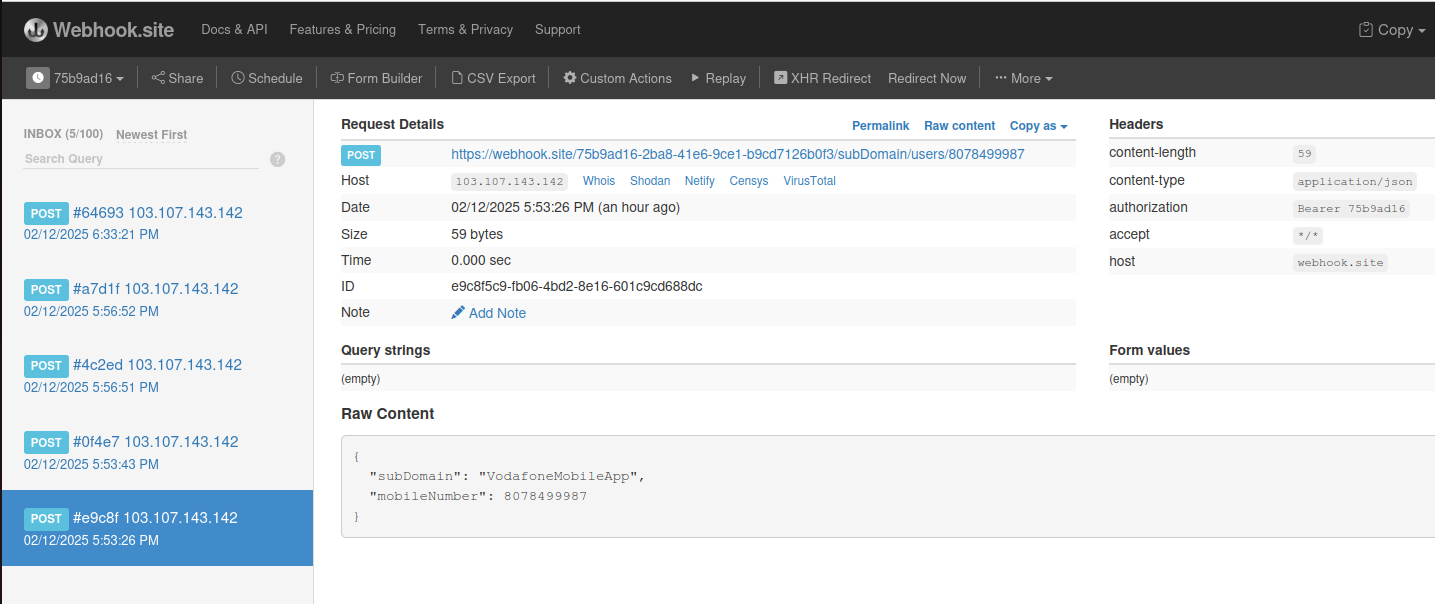 Webhook.site Docs & API Features & Pricing Terms & Privacy Support Copy
75b9ad16 Share Schedule Form Builder CSV Export Custom Actions Replay XHR Redirect Redirect Now ··· More
INBOX (5/100) Newest First
Search Query ?
POST #64693 103.107.143.142
02/12/2025 6:33:21 PM
POST #a7d1f 103.107.143.142
02/12/2025 5:56:52 PM
POST #4c2ed 103.107.143.142
02/12/2025 5:56:51 PM
POST #0f4e7 103.107.143.142
02/12/2025 5:53:43 PM
POST #e9c8f 103.107.143.142
02/12/2025 5:53:26 PM
Request Details Permalink Raw content Copy as
POST https://webhook.site/75b9ad16-2ba8-41e6-9ce1-b9cd7126b0f3/subDomain/users/8078499987
Host 103.107.143.142 Whois Shodan Netify Censys VirusTotal
Date 02/12/2025 5:53:26 PM (an hour ago)
Size 59 bytes
Time 0.000 sec
ID e9c8f5c9-fb06-4bd2-8e16-601c9cd688dc
Note Add Note
Headers
content-length 59
content-type application/json
authorization Bearer 75b9ad16
accept */*
host webhook.site
Query strings
(empty)
Form values
(empty)
Raw Content
{
"subDomain": "VodafoneMobileApp",
"mobileNumber": 8078499987
}